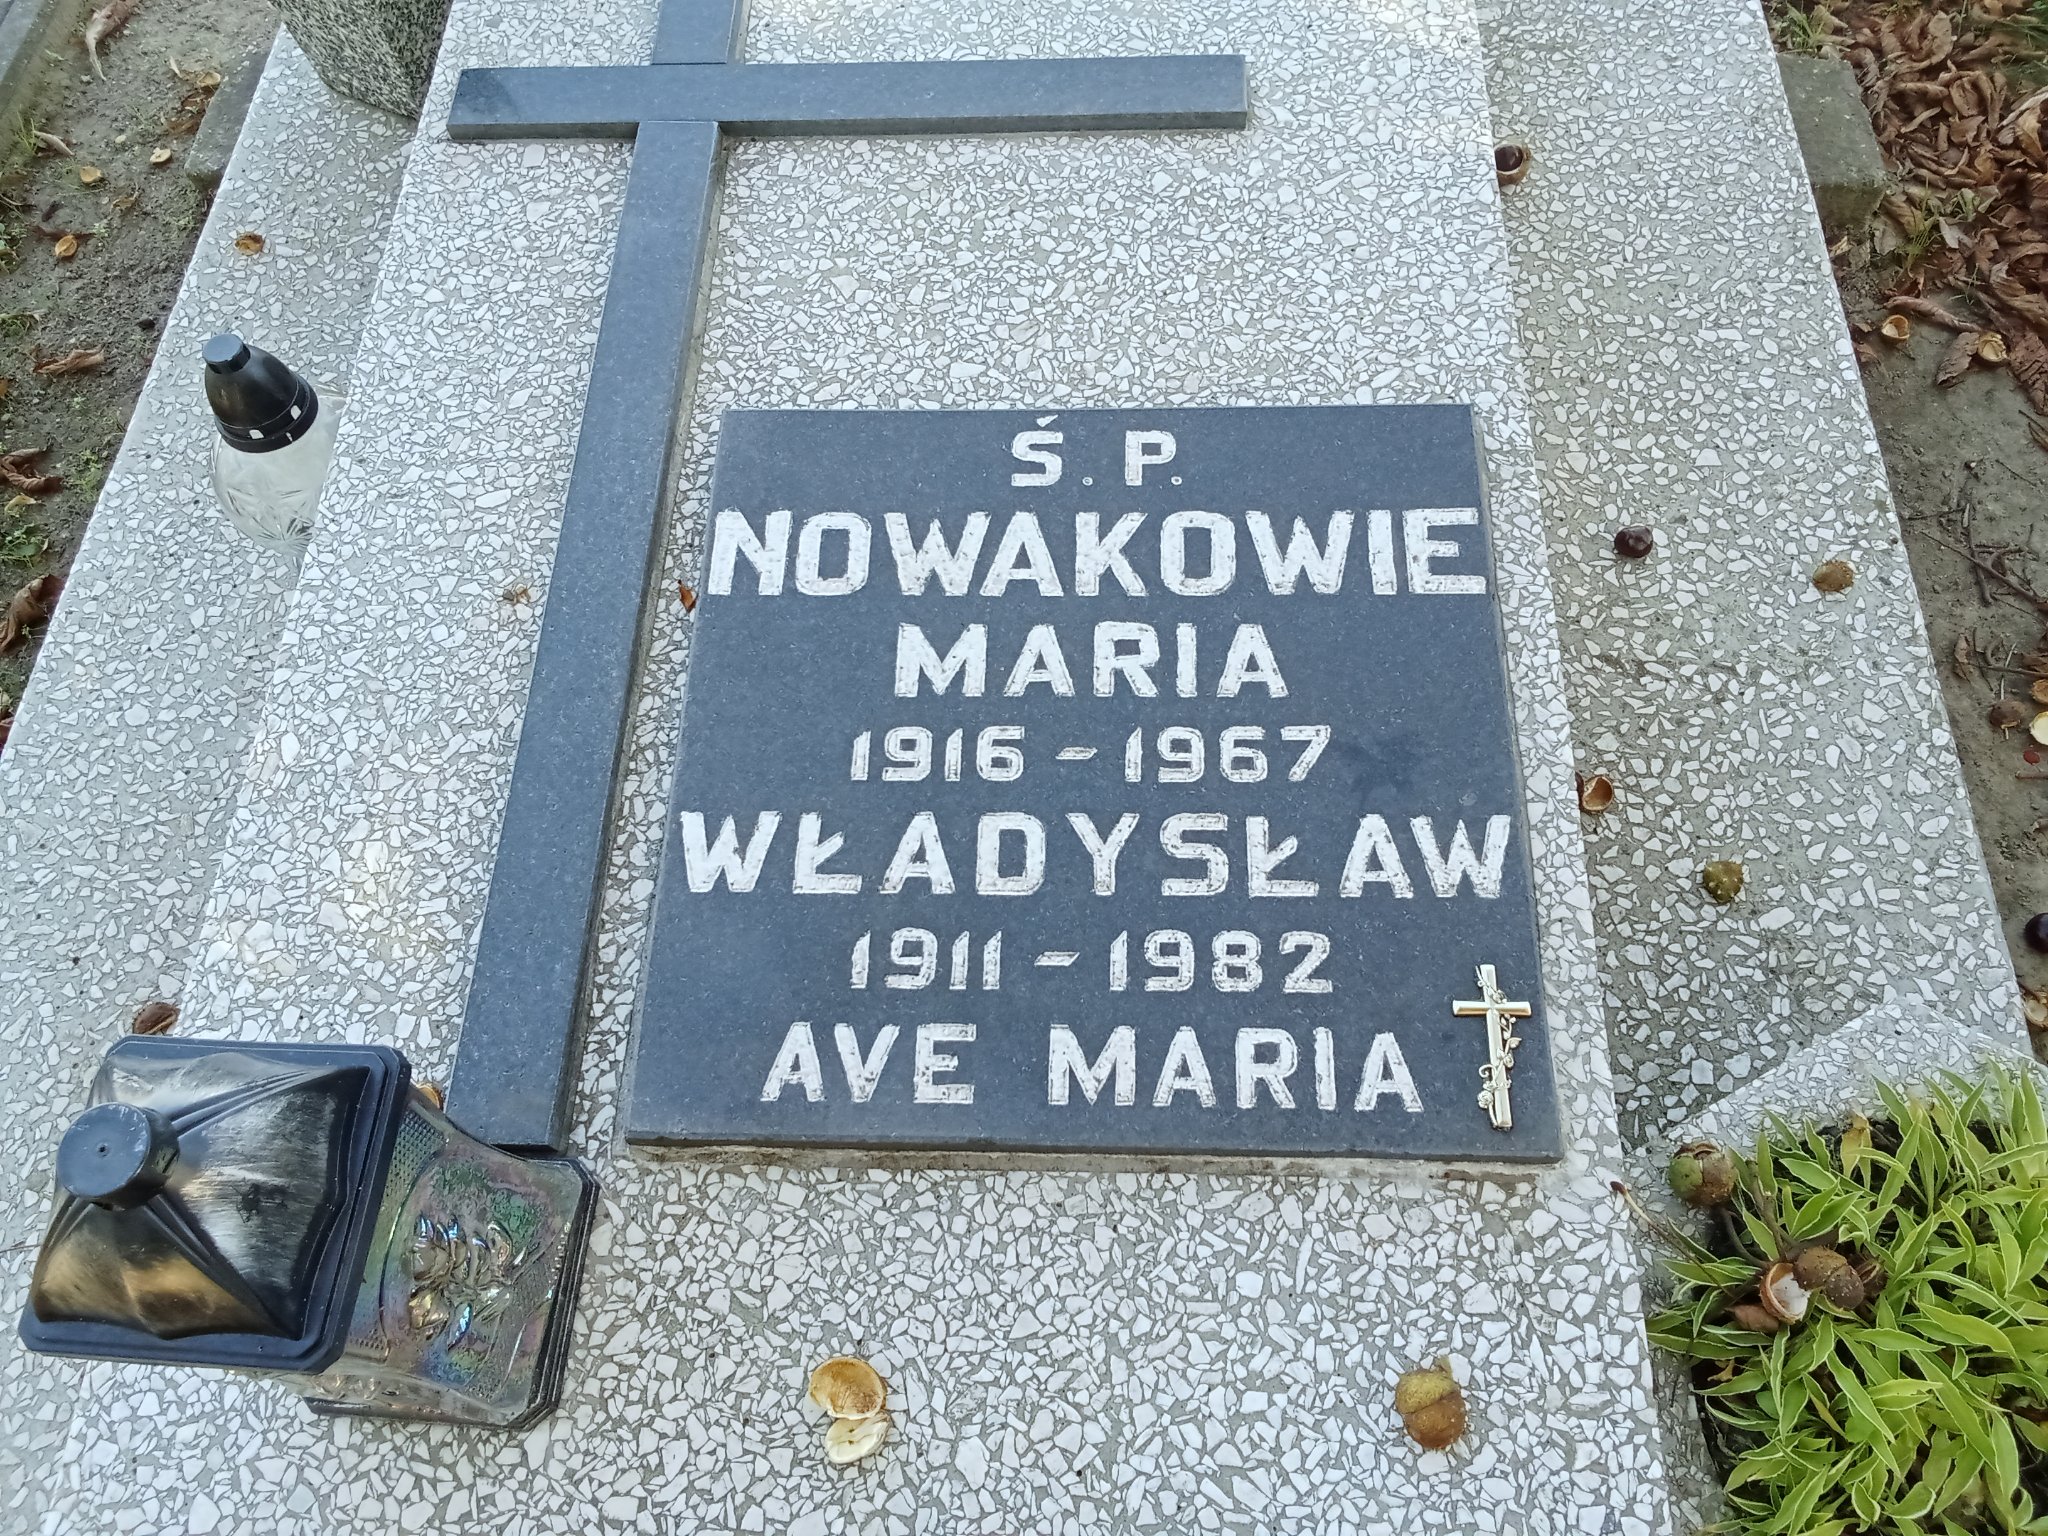 Ś.P.
NOWAKOWIE
MARIA
1916-1967
WŁADYSŁAW
1911-1982
AVE MARIA